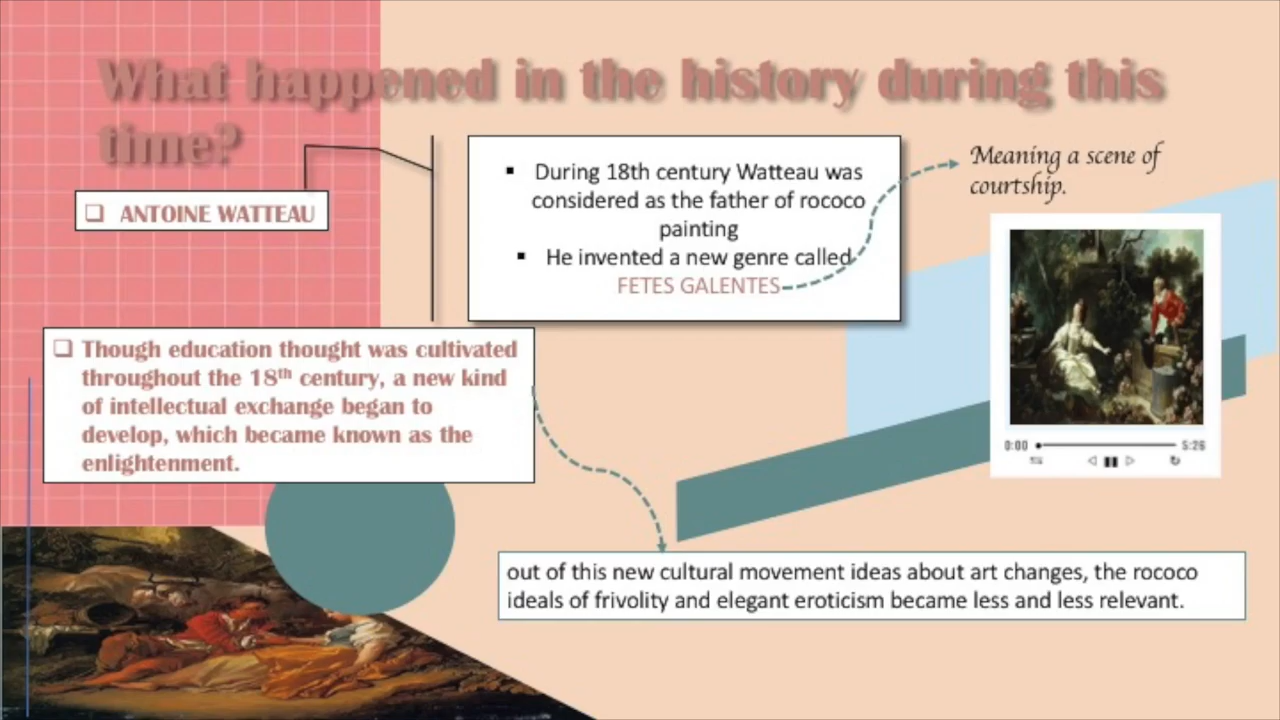 What happened in the history during this
time?
❑ ANTOINE WATTEAU
▪ During 18th century Watteau was
considered as the father of rococo
painting
▪ He invented a new genre called
FETES GALENTES
Meaning a scene of
courtship.
0:00 5:26
❑ Though education thought was cultivated
throughout the 18th century, a new kind
of intellectual exchange began to
develop, which became known as the
enlightenment.
out of this new cultural movement ideas about art changes, the rococo
ideals of frivolity and elegant eroticism became less and less relevant.